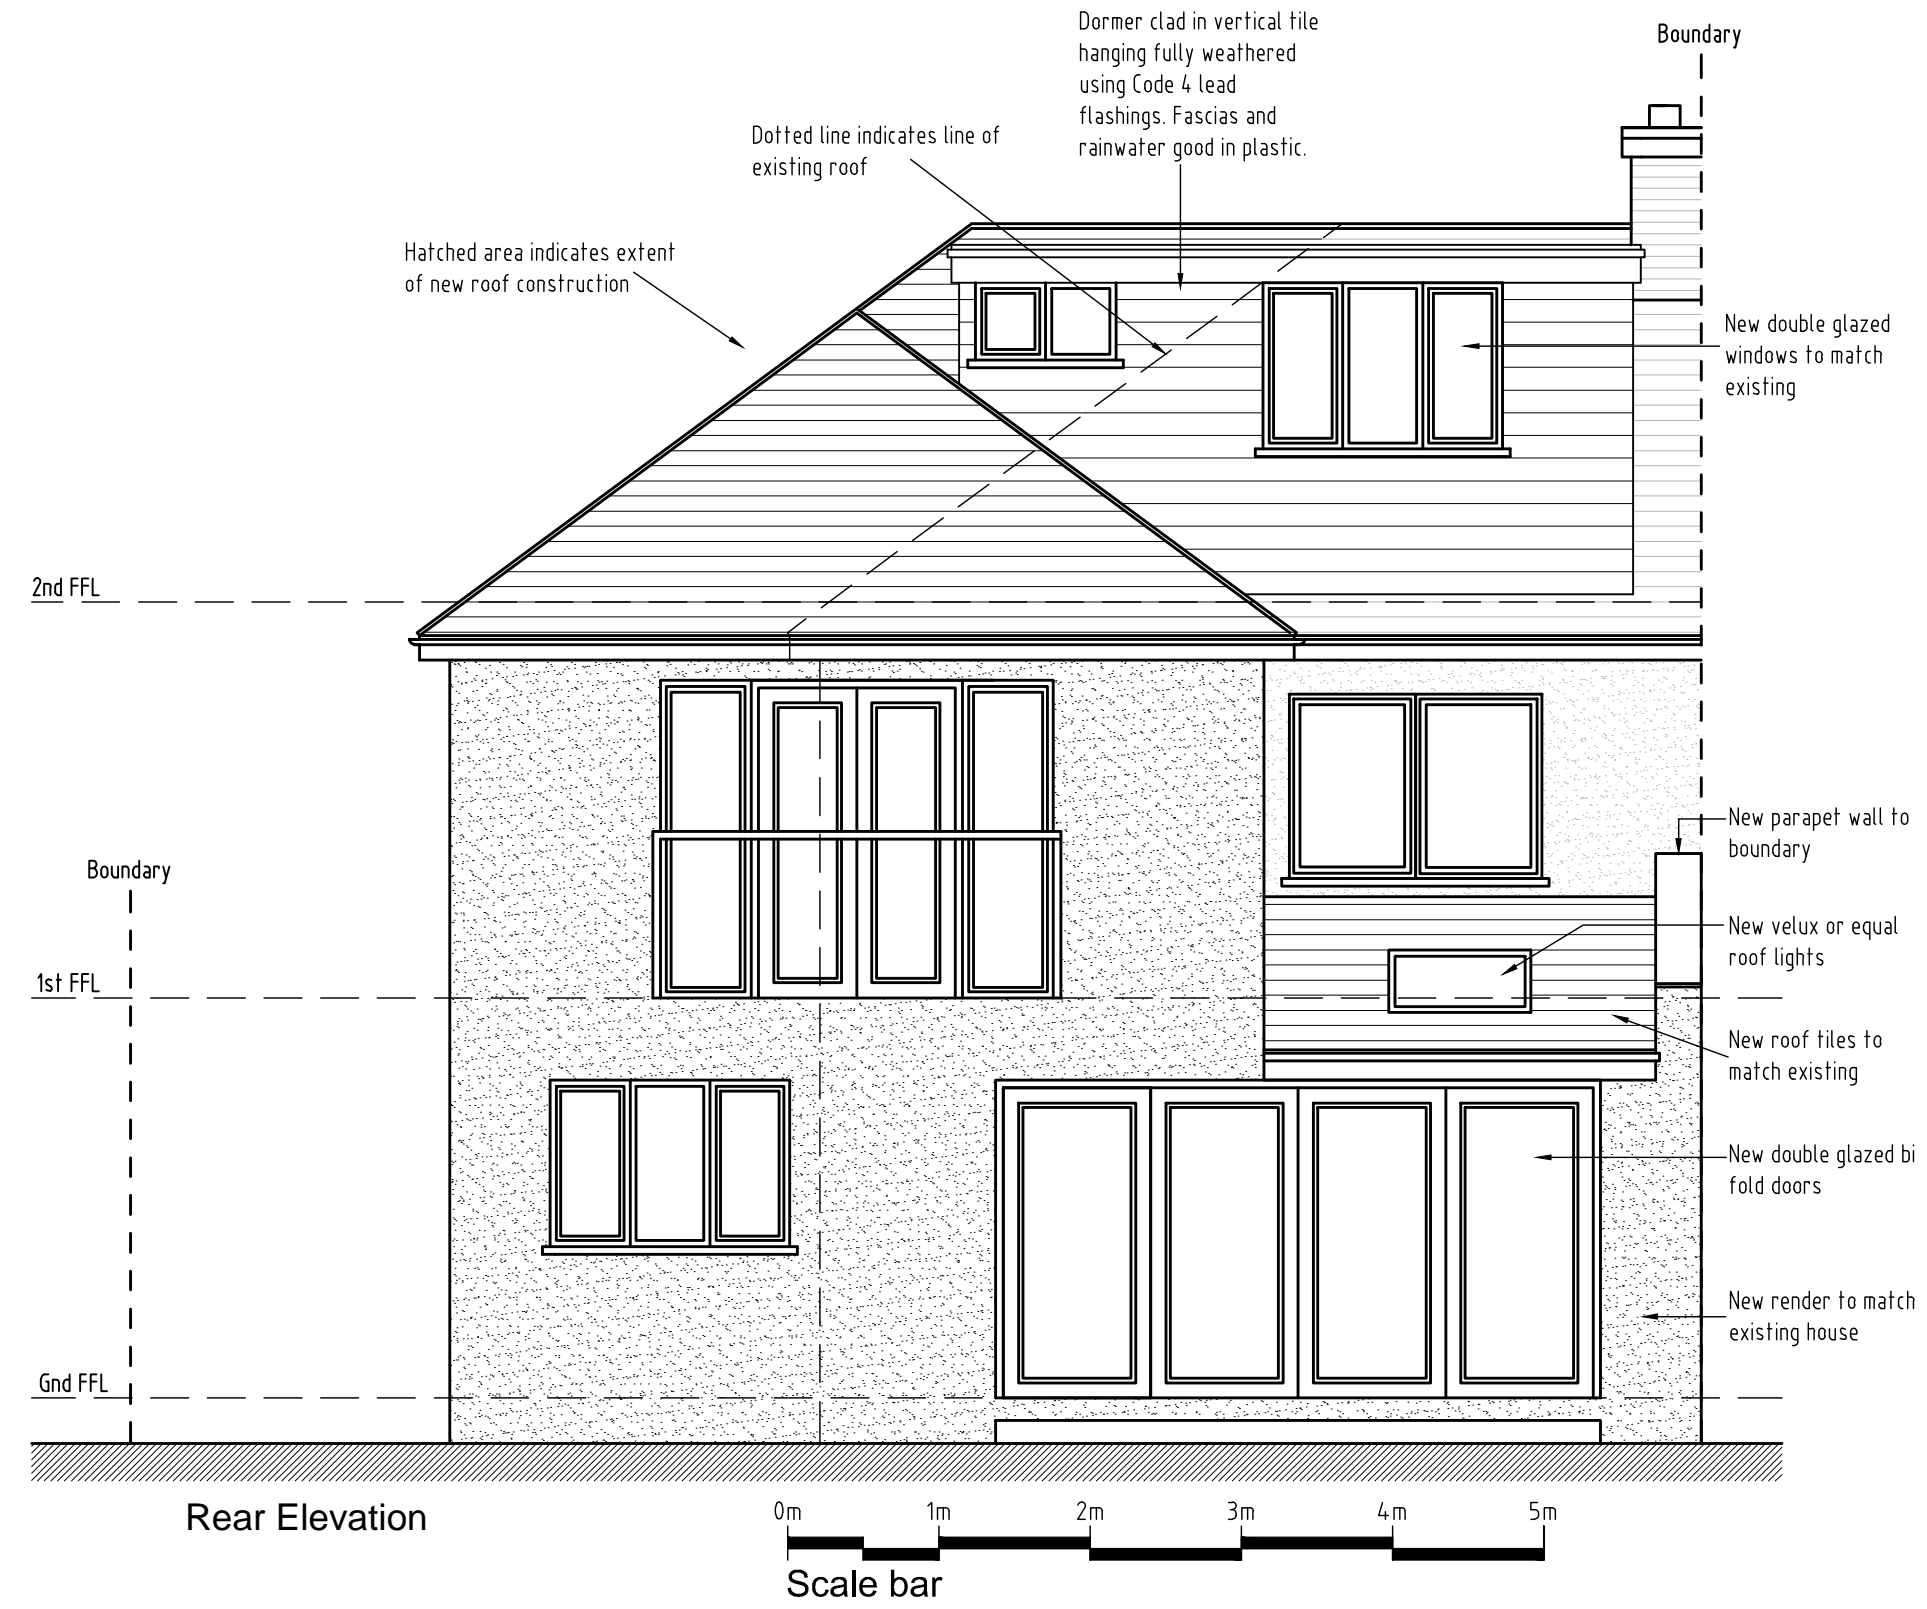 Dormer clad in vertical tile
hanging fully weathered
using Code 4 lead
flashings. Fascias and
rainwater good in plastic.
Boundary
Dotted line indicates line of
existing roof
Hatched area indicates extent
of new roof construction
New double glazed
windows to match
existing
2nd FFL
New parapet wall to
boundary
Boundary
New velux or equal
roof lights
1st FFL
New roof tiles to
match existing
New double glazed bi
fold doors
New render to match
existing house
Gnd FFL
Rear Elevation
0m 1m 2m 3m 4m 5m
Scale bar